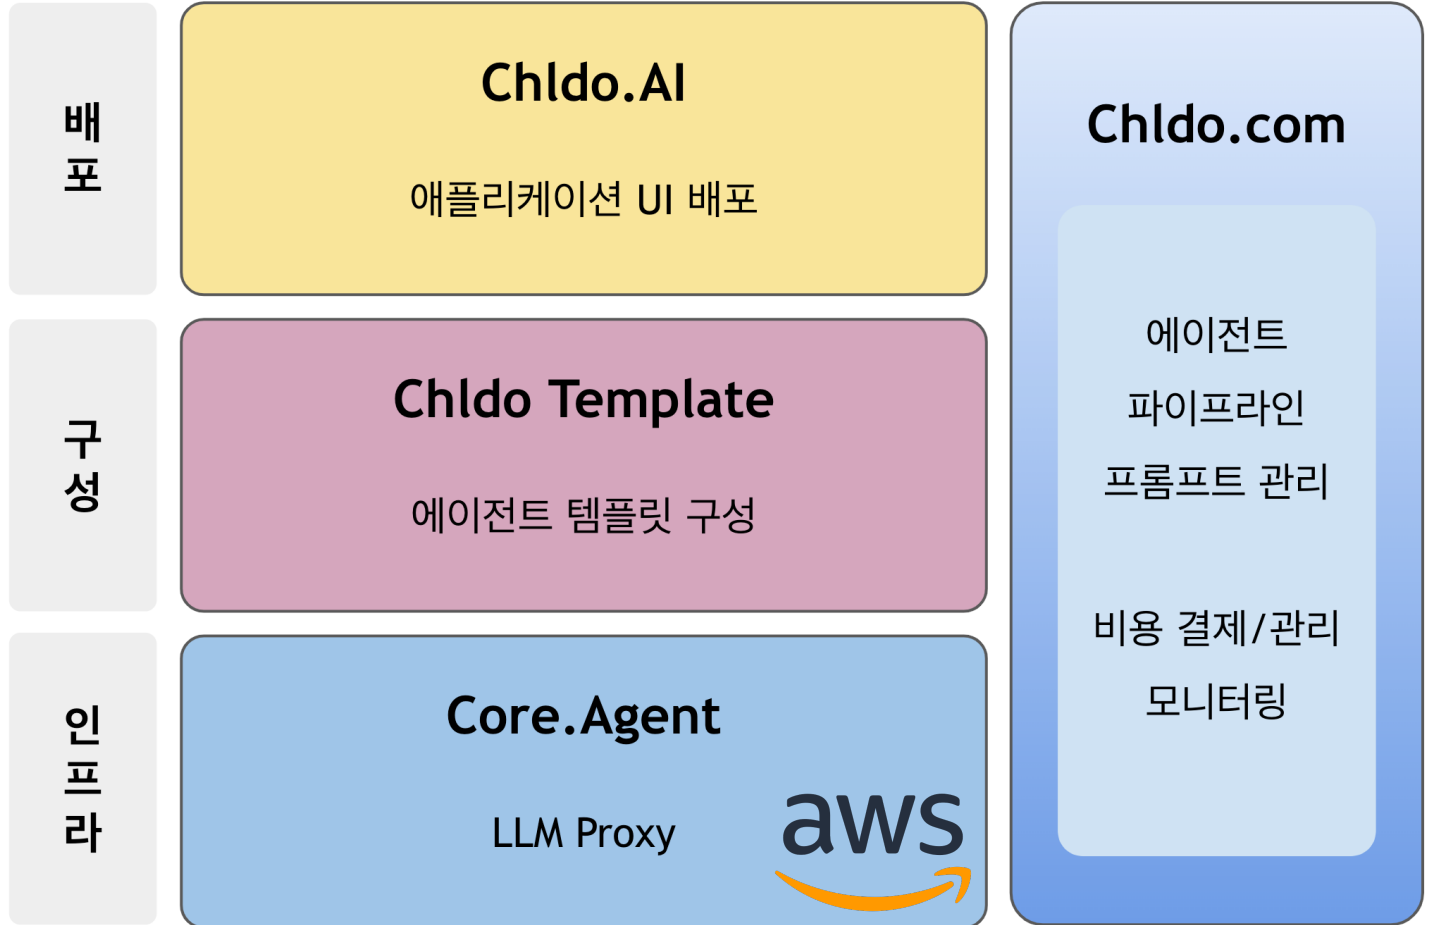 배포
Chldo.AI
애플리케이션 UI 배포
구성
Chldo Template
에이전트 템플릿 구성
인프라
Core.Agent
LLM Proxy
aws
Chldo.com
에이전트
파이프라인
프롬프트 관리
비용 결제/관리
모니터링